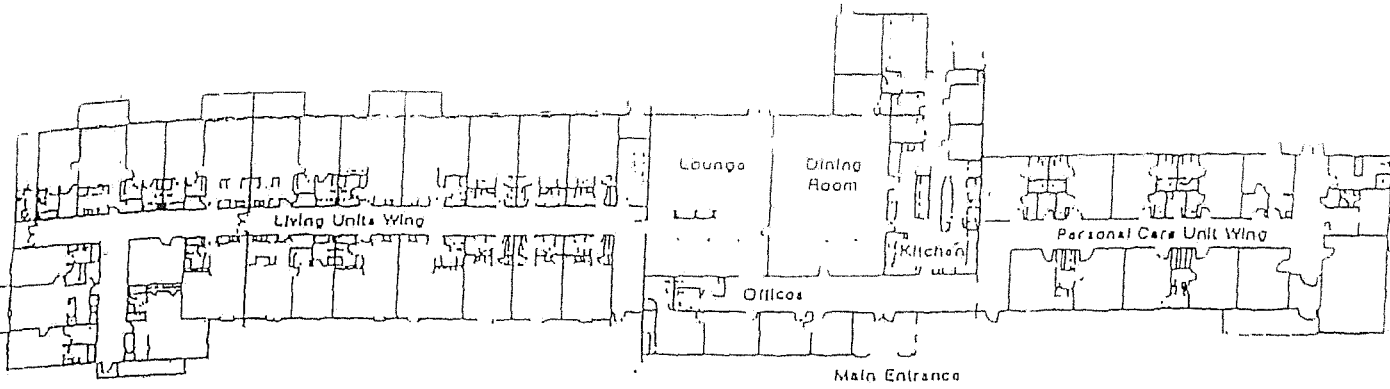 Lounge
Dining
Room
Living Units Wing
Personal Care Unit Wing
Kitchen
Offices
Main Entrance